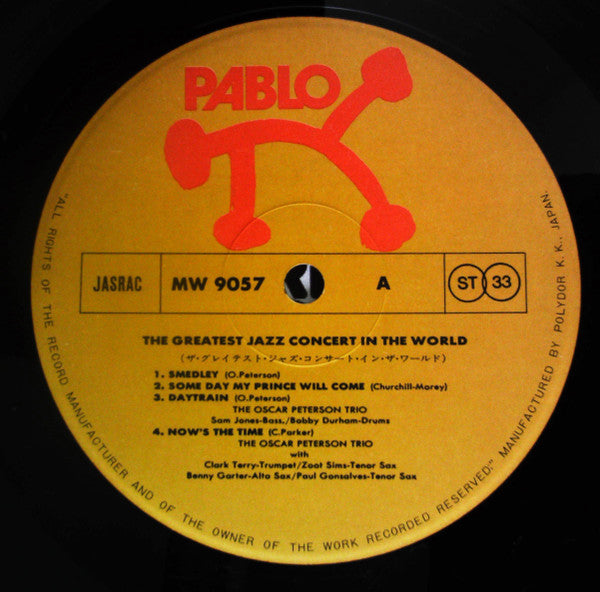 PABLO
JASRAC
MW 9057
A
ST 33
THE GREATEST JAZZ CONCERT IN THE WORLD
(ザ・グレイテスト・ジャズ・コンサート・イン・ザ・ワールド)
1. SMEDLEY (O.Peterson)
2. SOME DAY MY PRINCE WILL COME (Churchill-Morey)
3. DAYTRAIN (O.Peterson)
THE OSCAR PETERSON TRIO
Sam Jones-Bass./Bobby Durham-Drums
4. NOW'S THE TIME (C.Parker)
THE OSCAR PETERSON TRIO
with
Clark Terry-Trumpet/Zoot Sims-Tenor Sax
Benny Carter-Alto Sax/Paul Gonsalves-Tenor Sax
"ALL RIGHTS OF THE RECORD MANUFACTURER AND OF THE OWNER OF THE WORK RECORDED RESERVED." MANUFACTURED BY POLYDOR K. K., JAPAN.